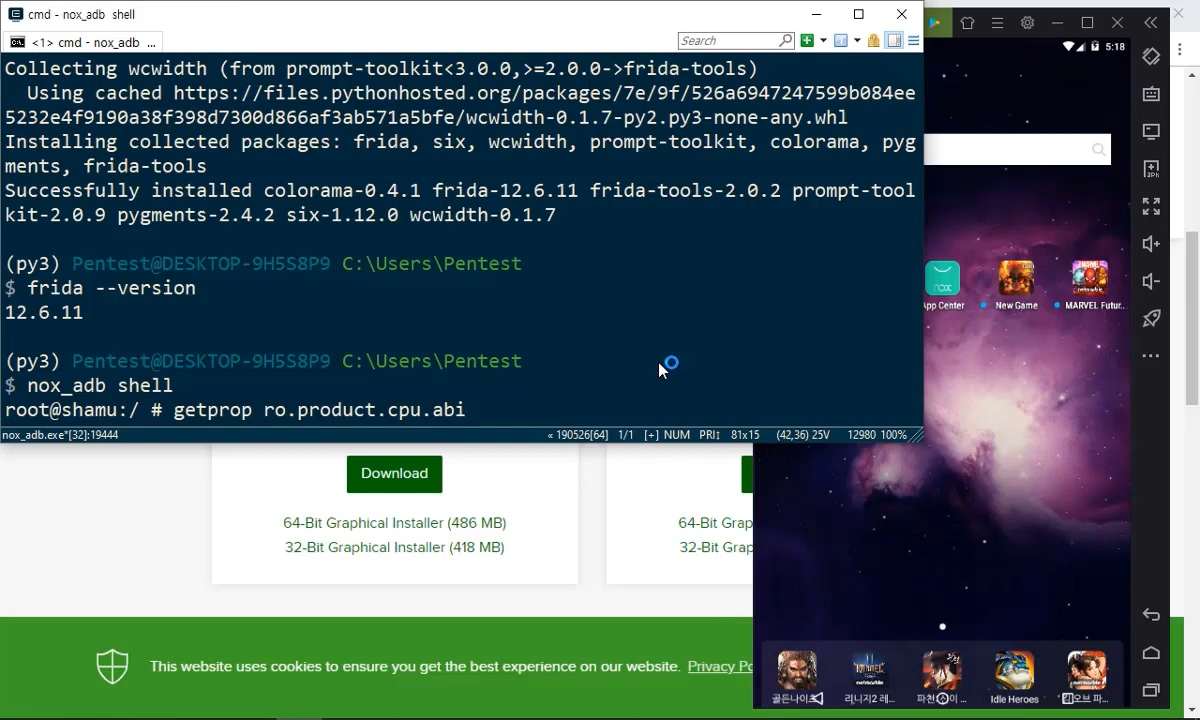 cmd - nox_adb shell
<1> cmd - nox_adb ...
Search
Collecting wcwidth (from prompt-toolkit<3.0.0,>=2.0.0->frida-tools)
Using cached https://files.pythonhosted.org/packages/7e/9f/526a6947247599b084ee
5232e4f9190a38f398d7300d866af3ab571a5bfe/wcwidth-0.1.7-py2.py3-none-any.whl
Installing collected packages: frida, six, wcwidth, prompt-toolkit, colorama, pyg
ments, frida-tools
Successfully installed colorama-0.4.1 frida-12.6.11 frida-tools-2.0.2 prompt-tool
kit-2.0.9 pygments-2.4.2 six-1.12.0 wcwidth-0.1.7
(py3) Pentest@DESKTOP-9H5S8P9 C:\Users\Pentest
$ frida --version
12.6.11
(py3) Pentest@DESKTOP-9H5S8P9 C:\Users\Pentest
$ nox_adb shell
root@shamu:/ # getprop ro.product.cpu.abi
nox_adb.exe*[32]:19444
« 190526[64] 1/1 [+] NUM PRI↕ 81x15 (42,36) 25V 12980 100%
5:18
App Center
New Game
MARVEL Futur..
Download
64-Bit Graphical Installer (486 MB)
32-Bit Graphical Installer (418 MB)
64-Bit Grap
32-Bit Grap
This website uses cookies to ensure you get the best experience on our website. Privacy Po
리니지2 레...
Idle Heroes